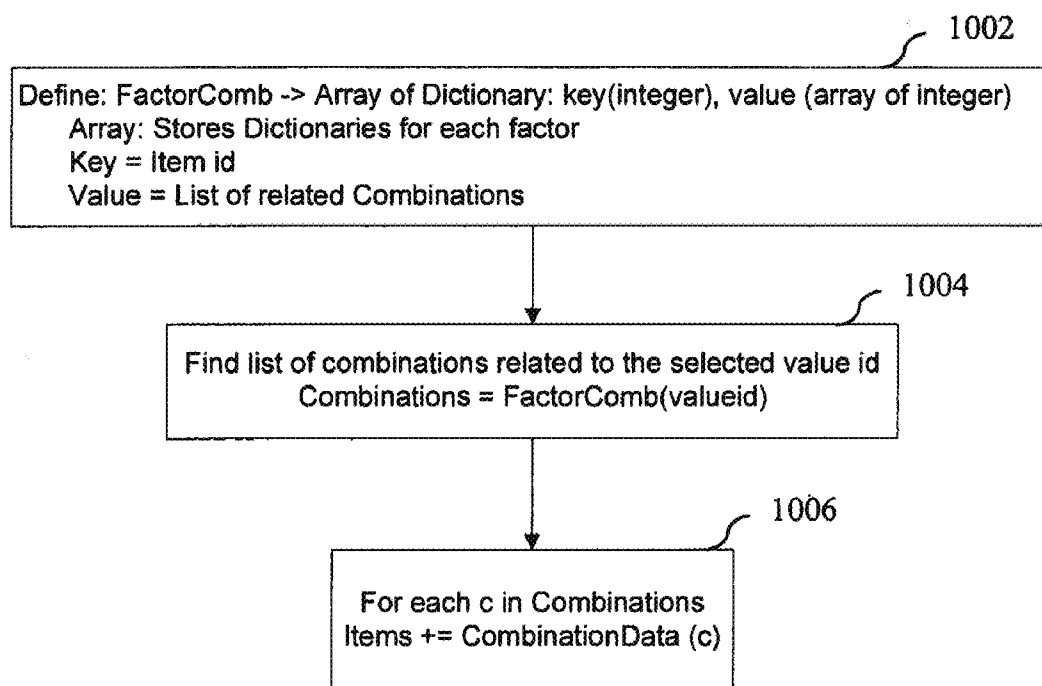 1002
Define: FactorComb -> Array of Dictionary: key(integer), value (array of integer)
Array: Stores Dictionaries for each factor
Key = Item id
Value = List of related Combinations
1004
Find list of combinations related to the selected value id
Combinations = FactorComb(valueid)
1006
For each c in Combinations
Items += CombinationData (c)